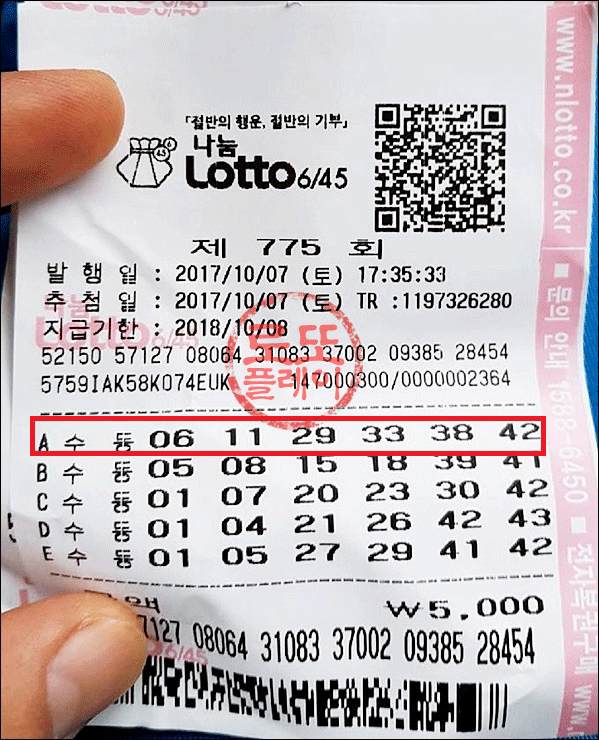 「절반의 행운, 절반의 기부」
나눔
Lotto 6/45
제 775 회
발 행 일 : 2017/10/07 (토) 17:35:33
추 첨 일 : 2017/10/07 (토) TR :1197326280
지급기한 : 2018/10/08
52150 57127 08064 31083 37002 09385 28454
5759IAK58K074EUK 147000300/0000002364
로또
플레이
A 수 동 06 11 29 33 38 42
B 수 동 05 08 15 18 39 41
C 수 동 01 07 20 23 30 42
D 수 동 01 04 21 26 42 43
E 수 동 01 05 27 29 41 42
₩5,000
57127 08064 31083 37002 09385 28454
www.nlotto.co.kr
■ 문의 안내 1588-6450
■ 전자복권구매